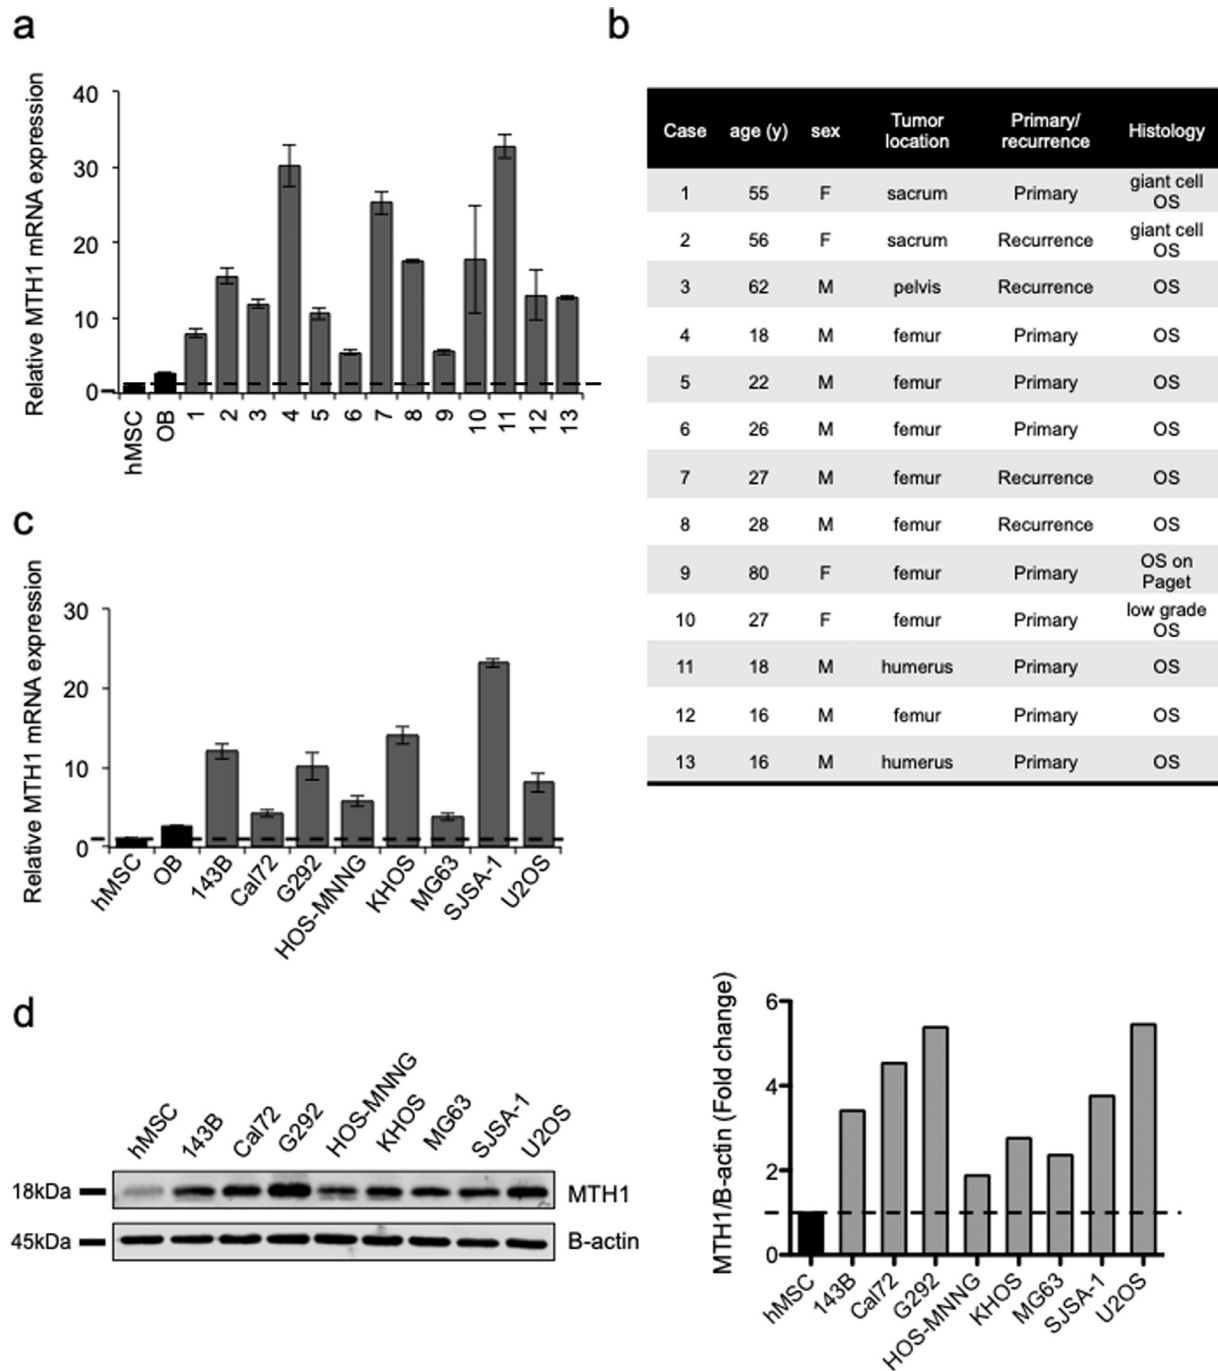 a
Relative MTH1 mRNA expression
40
30
20
10
0
hMSC OB 1 2 3 4 5 6 7 8 9 10 11 12 13
b
Case age (y) sex Tumor location Primary/ recurrence Histology
1 55 F sacrum Primary giant cell OS
2 56 F sacrum Recurrence giant cell OS
3 62 M pelvis Recurrence OS
4 18 M femur Primary OS
5 22 M femur Primary OS
6 26 M femur Primary OS
7 27 M femur Recurrence OS
8 28 M femur Recurrence OS
9 80 F femur Primary OS on Paget
10 27 F femur Primary low grade OS
11 18 M humerus Primary OS
12 16 M femur Primary OS
13 16 M humerus Primary OS
c
Relative MTH1 mRNA expression
30
20
10
0
hMSC OB 143B Cal72 G292 HOS-MNNG KHOS MG63 SJSA-1 U2OS
d
hMSC 143B Cal72 G292 HOS-MNNG KHOS MG63 SJSA-1 U2OS
18kDa MTH1
45kDa B-actin
MTH1/B-actin (Fold change)
6
4
2
0
hMSC 143B Cal72 G292 HOS-MNNG KHOS MG63 SJSA-1 U2OS